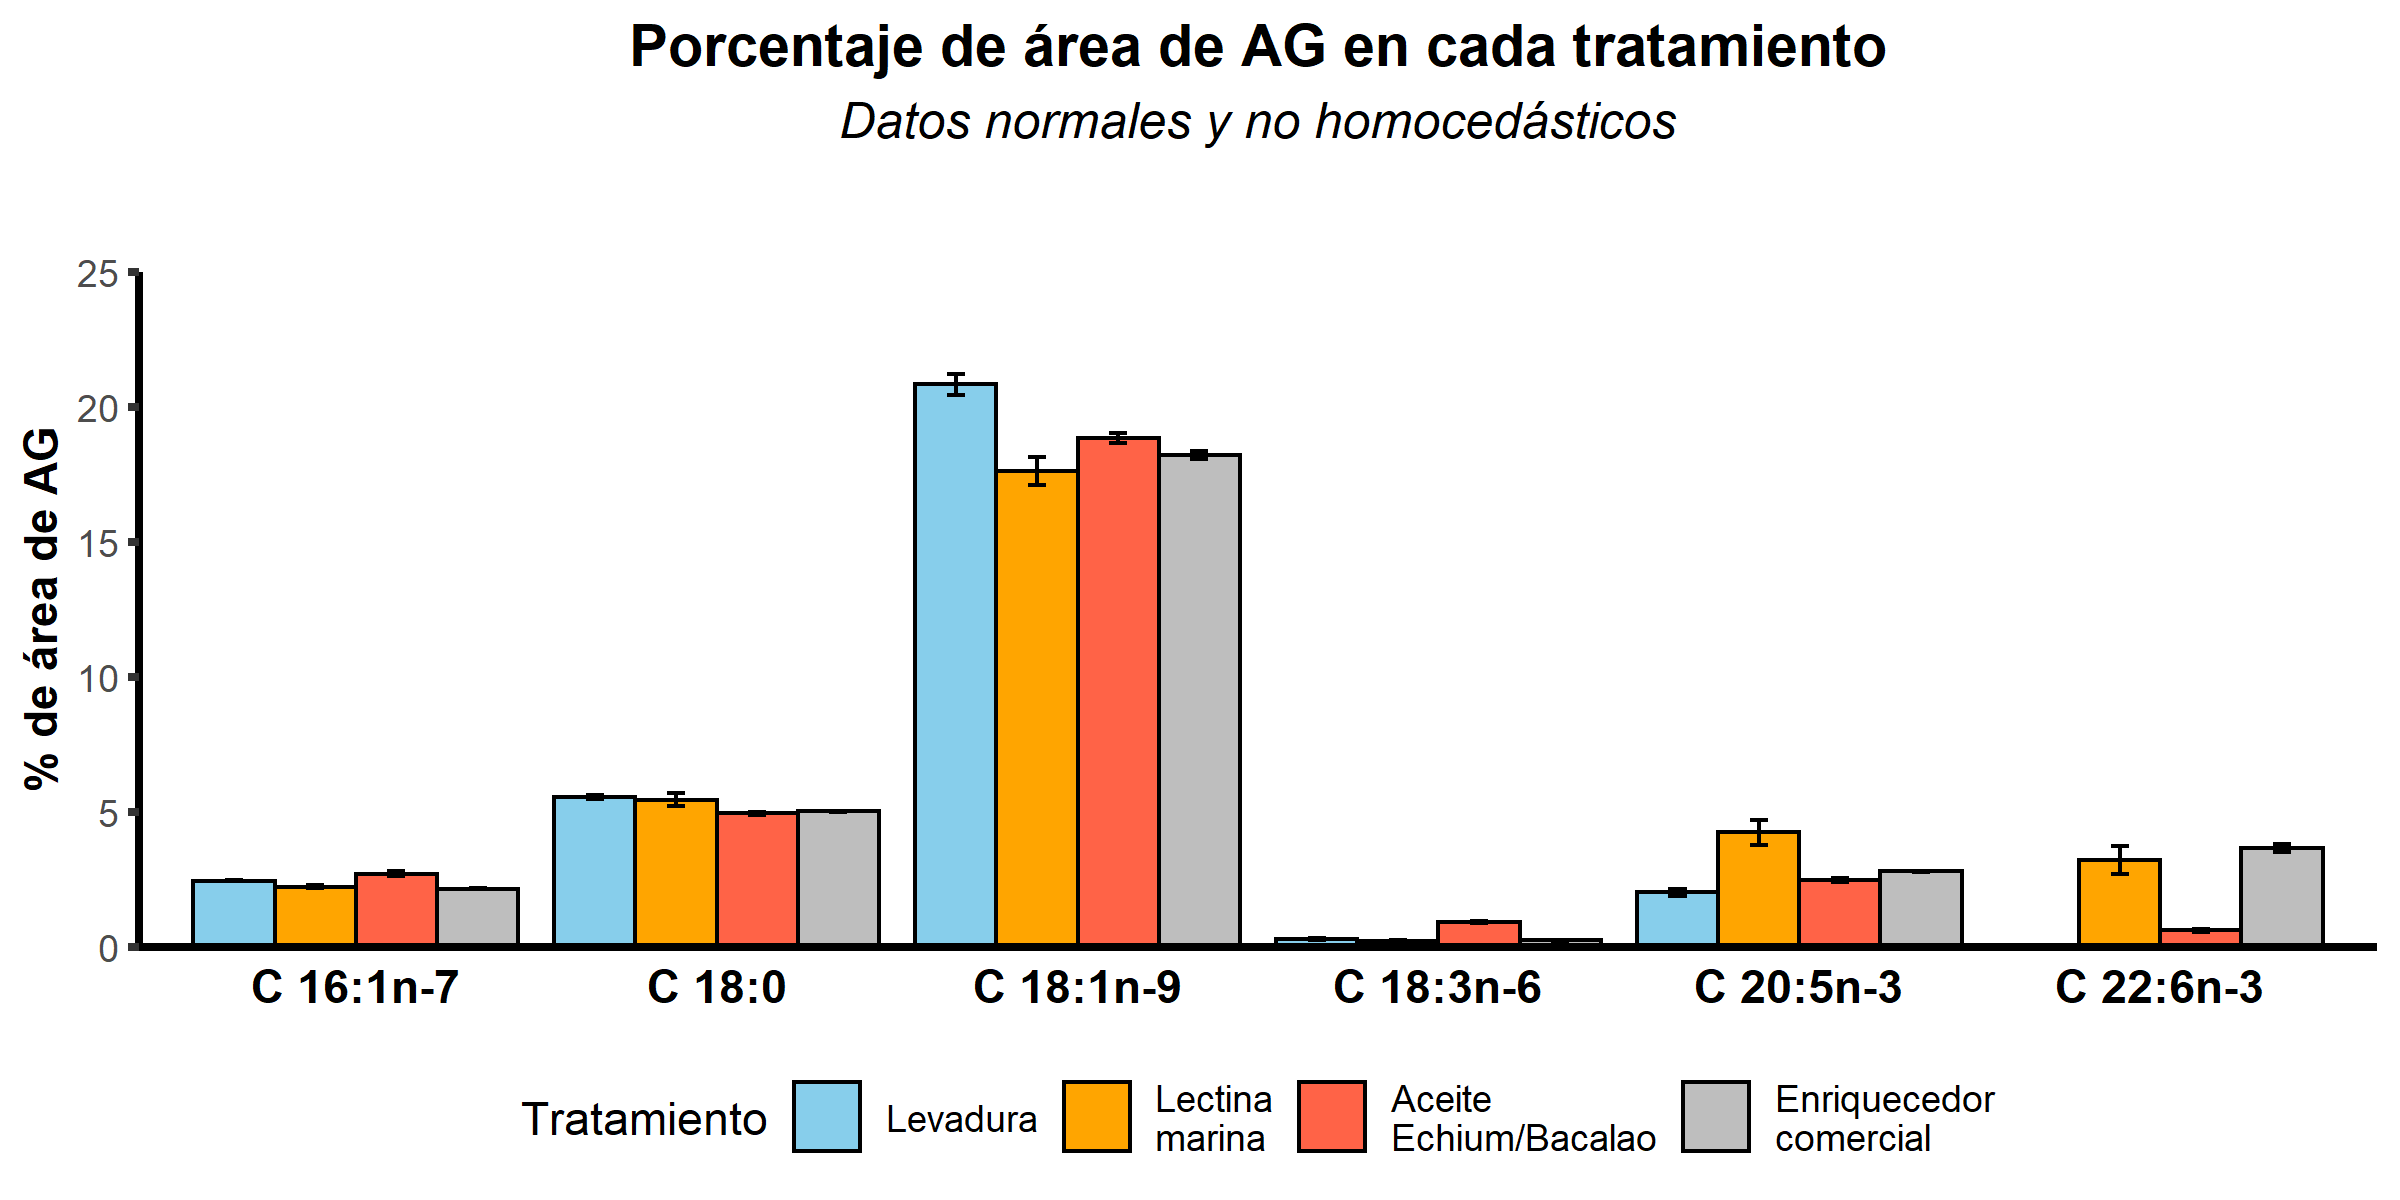 Porcentaje de área de AG en cada tratamiento
Datos normales y no homocedásticos
% de área de AG
25
20
15
10
5
0
C 16:1n-7
C 18:0
C 18:1n-9
C 18:3n-6
C 20:5n-3
C 22:6n-3
Tratamiento
Levadura
Lectina
marina
Aceite
Echium/Bacalao
Enriquecedor
comercial